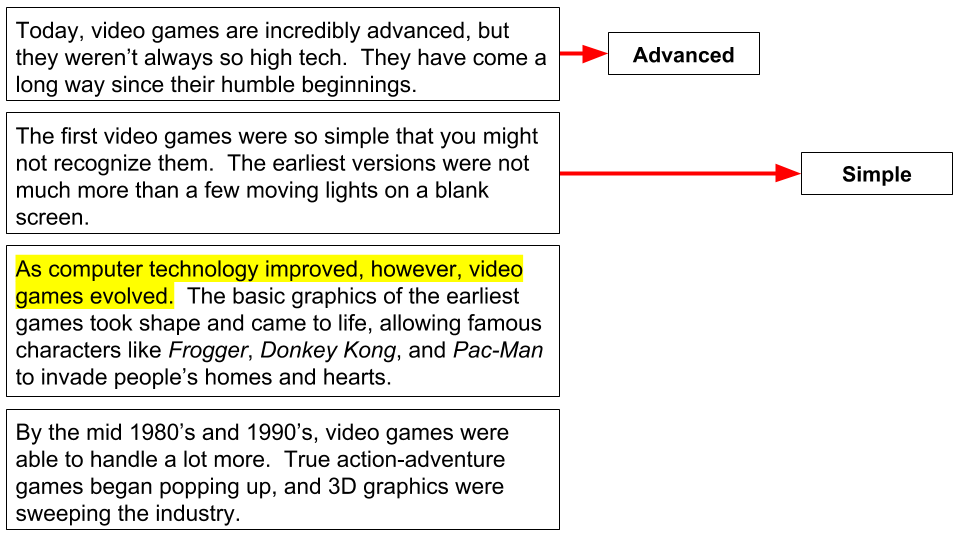 Today, video games are incredibly advanced, but
they weren’t always so high tech.  They have come a
long way since their humble beginnings.
Advanced
The first video games were so simple that you might
not recognize them.  The earliest versions were not
much more than a few moving lights on a blank
screen.
Simple
As computer technology improved, however, video
games evolved.  The basic graphics of the earliest
games took shape and came to life, allowing famous
characters like Frogger, Donkey Kong, and Pac-Man
to invade people’s homes and hearts.
By the mid 1980’s and 1990’s, video games were
able to handle a lot more.  True action-adventure
games began popping up, and 3D graphics were
sweeping the industry.